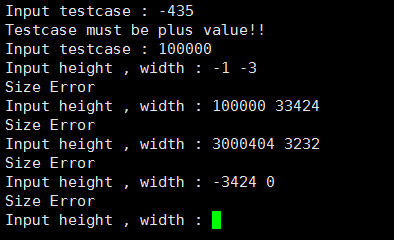 Input testcase : -435
Testcase must be plus value!!
Input testcase : 100000
Input height , width : -1 -3
Size Error
Input height , width : 100000 33424
Size Error
Input height , width : 3000404 3232
Size Error
Input height , width : -3424 0
Size Error
Input height , width :